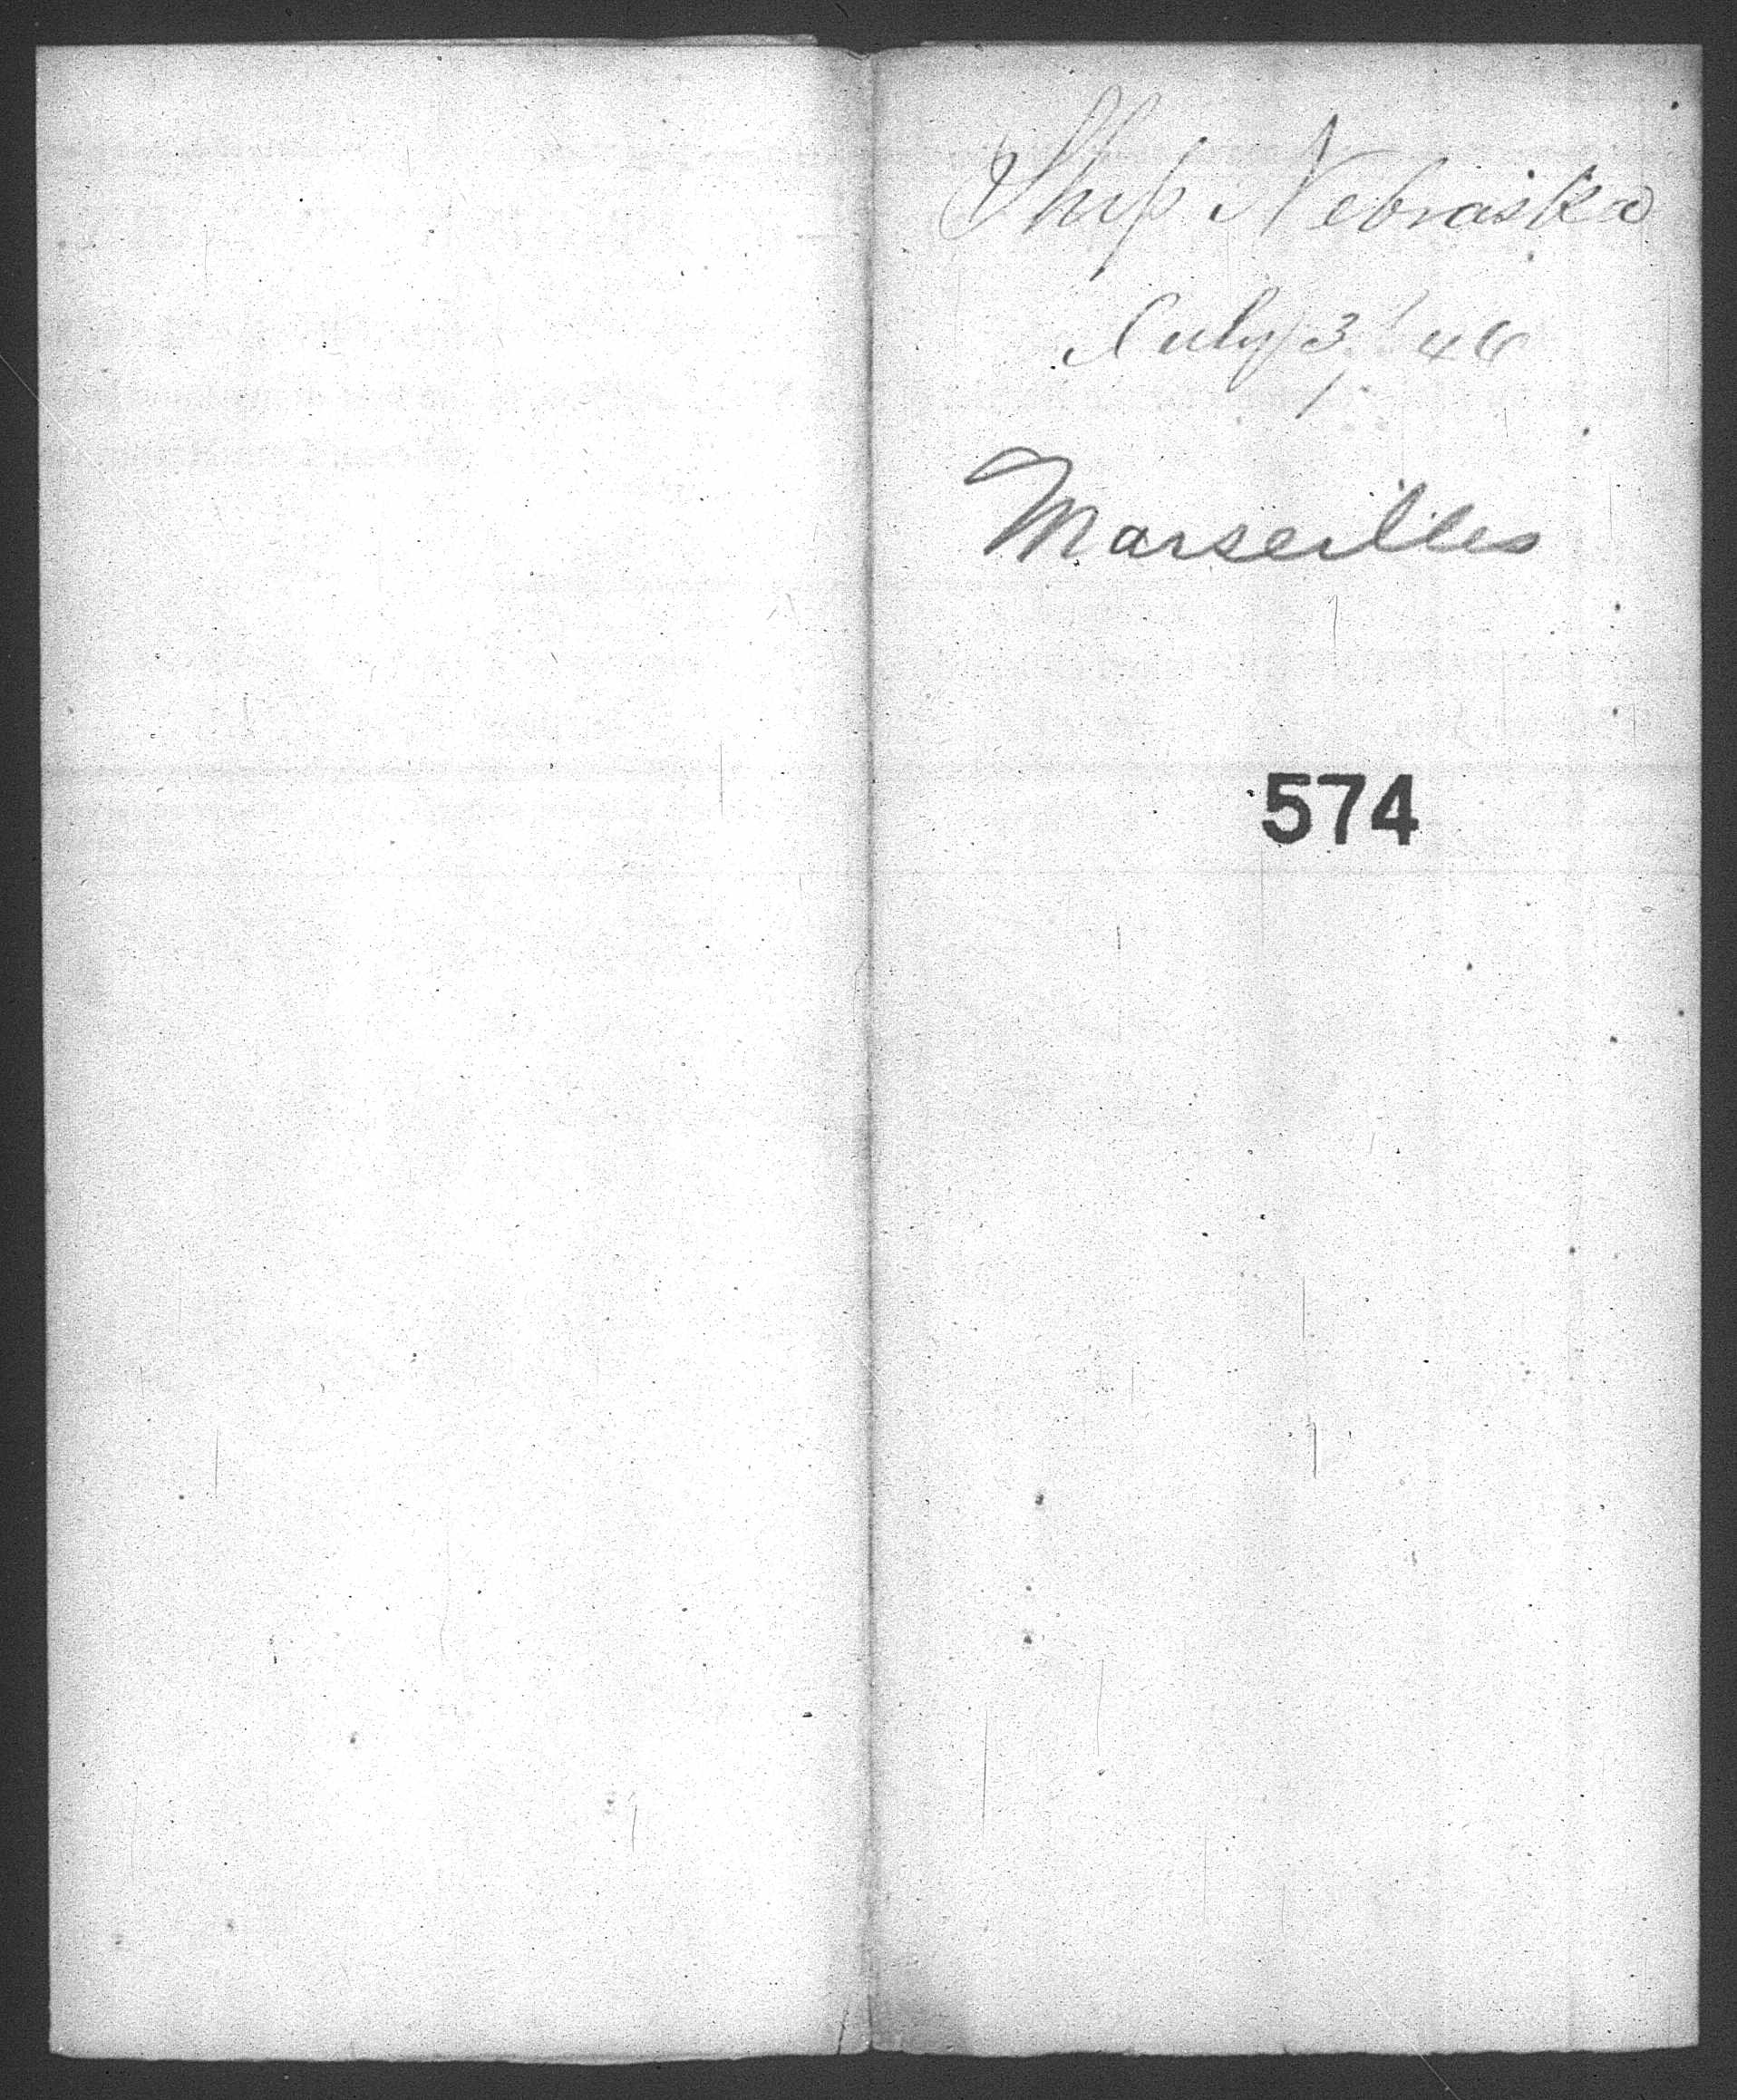 Ship Nebraska
July 3, 46
Marseilles
574